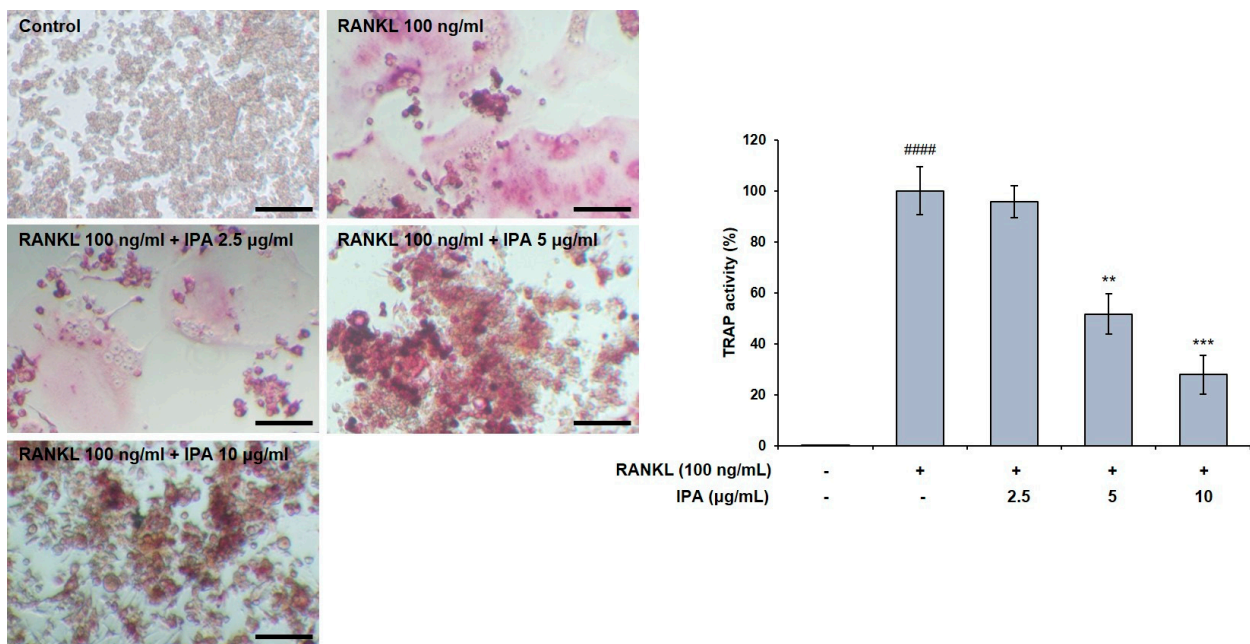 Control
RANKL 100 ng/ml
RANKL 100 ng/ml + IPA 2.5 µg/ml
RANKL 100 ng/ml + IPA 5 µg/ml
RANKL 100 ng/ml + IPA 10 µg/ml
TRAP activity (%)
120
100
80
60
40
20
0
####
**
***
RANKL (100 ng/mL) - + + + +
IPA (µg/mL) - - 2.5 5 10